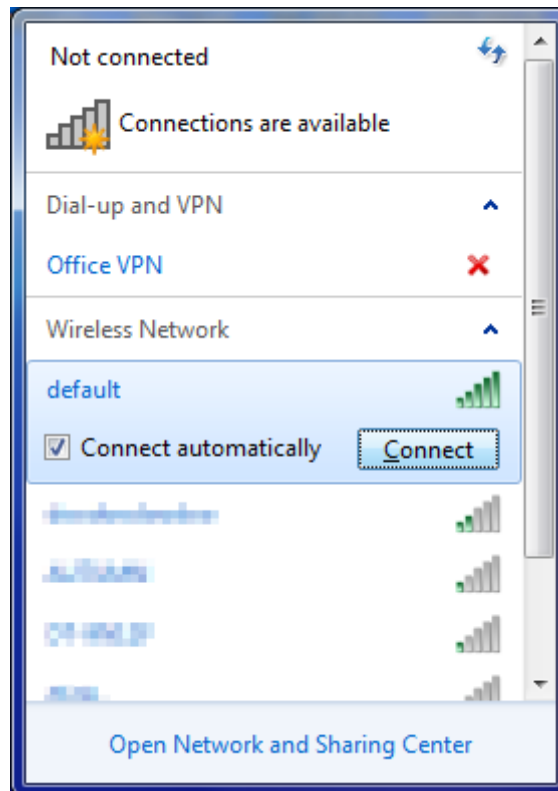 Not connected
Connections are available
Dial-up and VPN
Office VPN
Wireless Network
default
Connect automatically
Connect
Open Network and Sharing Center